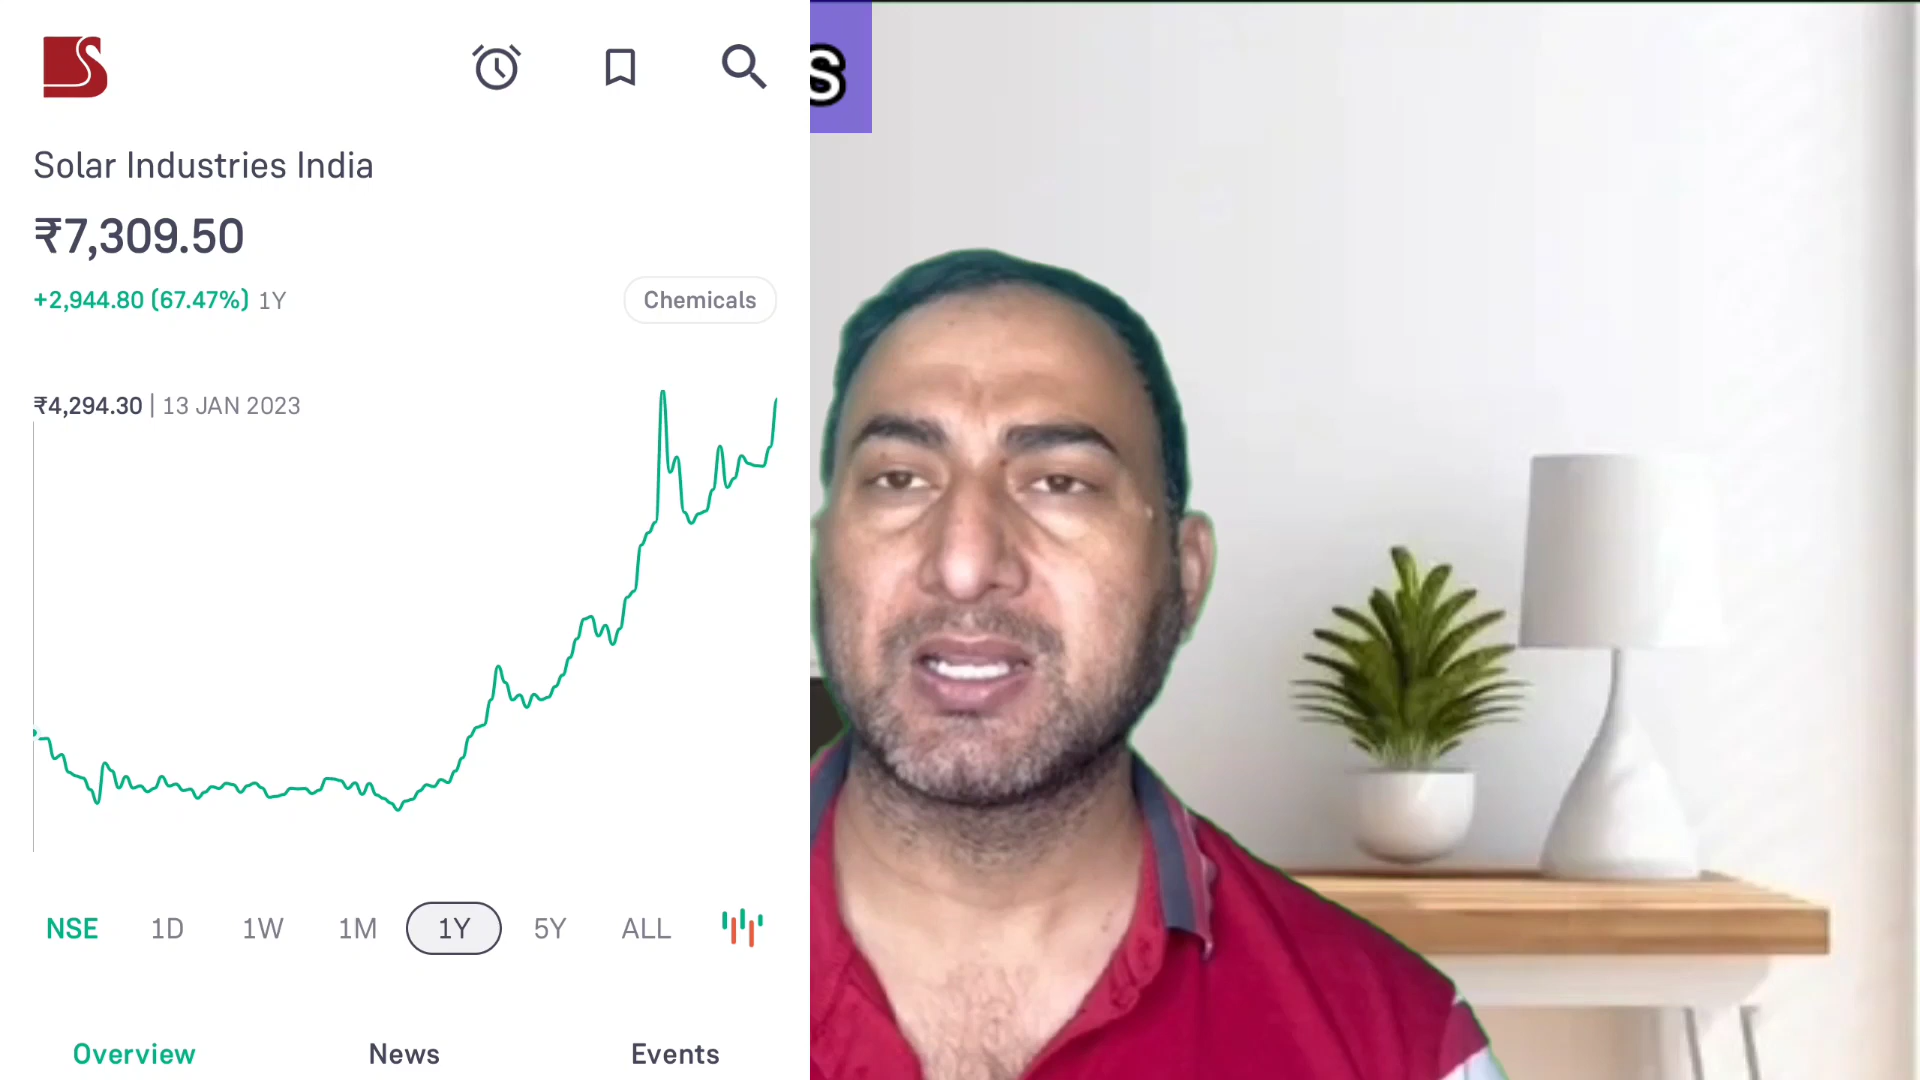 S
Solar Industries India
₹7,309.50
+2,944.80 (67.47%) 1Y
Chemicals
₹4,294.30 | 13 JAN 2023
NSE 1D 1W 1M 1Y 5Y ALL
Overview News Events